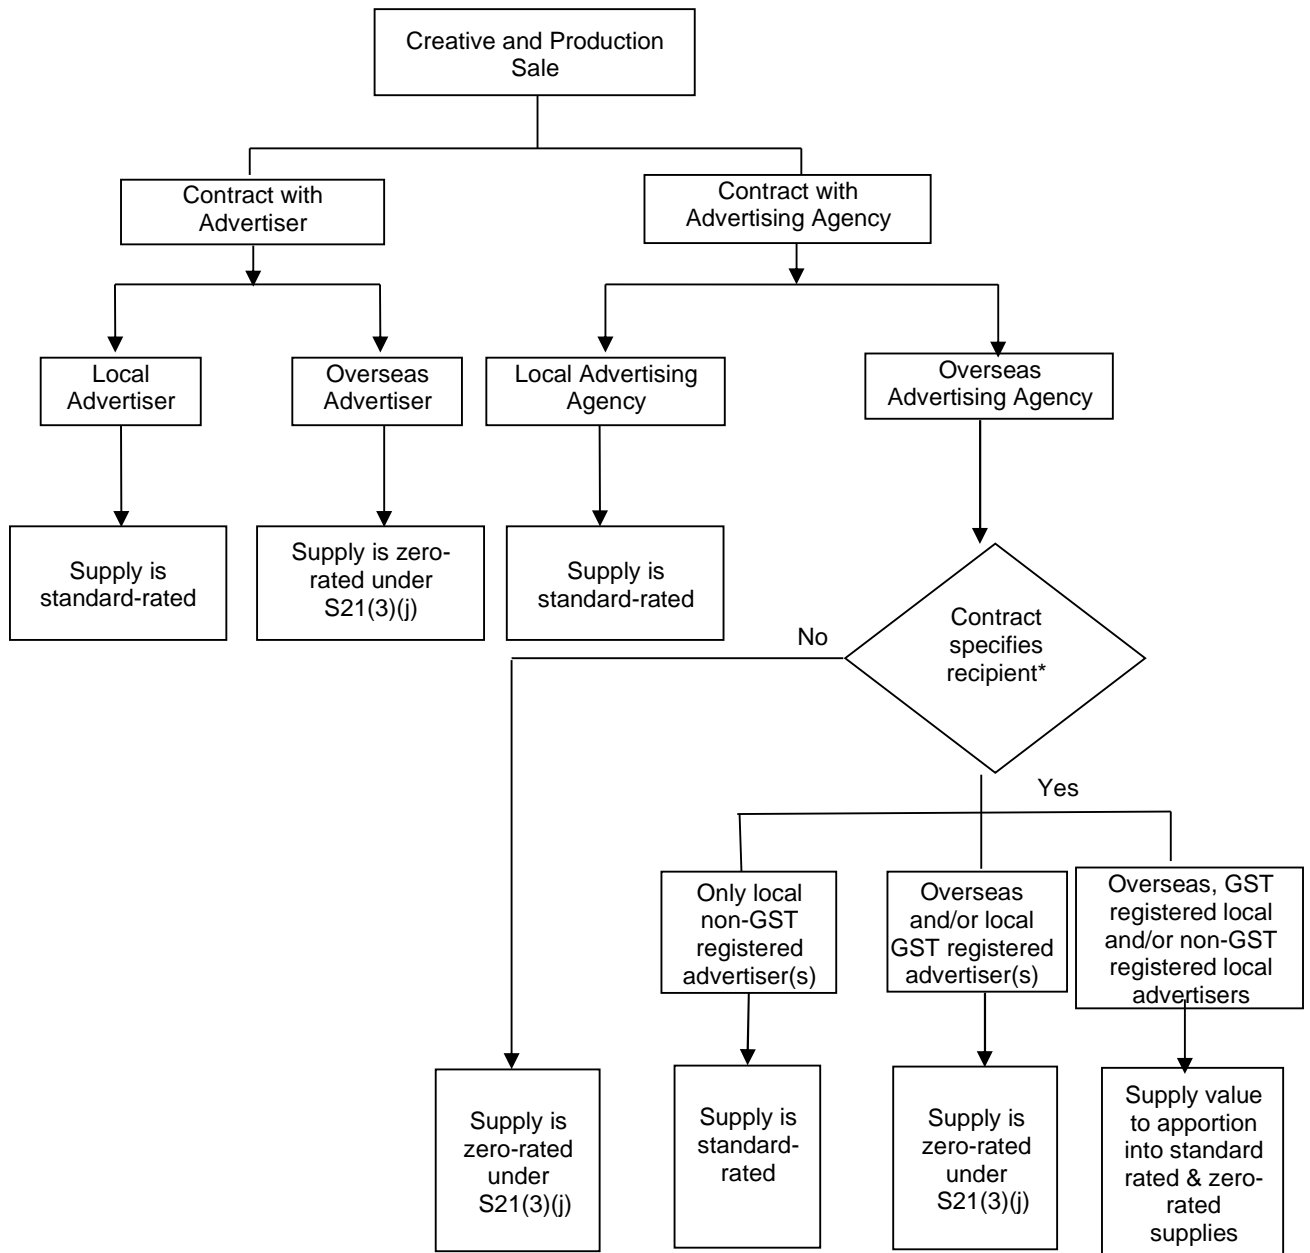 Creative and Production
Sale
Contract with
Advertiser
Contract with
Advertising Agency
Local
Advertiser
Overseas
Advertiser
Local Advertising
Agency
Overseas
Advertising Agency
Supply is
standard-rated
Supply is zero-
rated under
S21(3)(j)
Supply is
standard-rated
Contract
specifies
recipient*
No
Yes
Only local
non-GST
registered
advertiser(s)
Overseas
and/or local
GST registered
advertiser(s)
Overseas, GST
registered local
and/or non-GST
registered local
advertisers
Supply is
zero-rated
under
S21(3)(j)
Supply is
standard-
rated
Supply is
zero-rated
under
S21(3)(j)
Supply value
to apportion
into standard
rated & zero-
rated
supplies